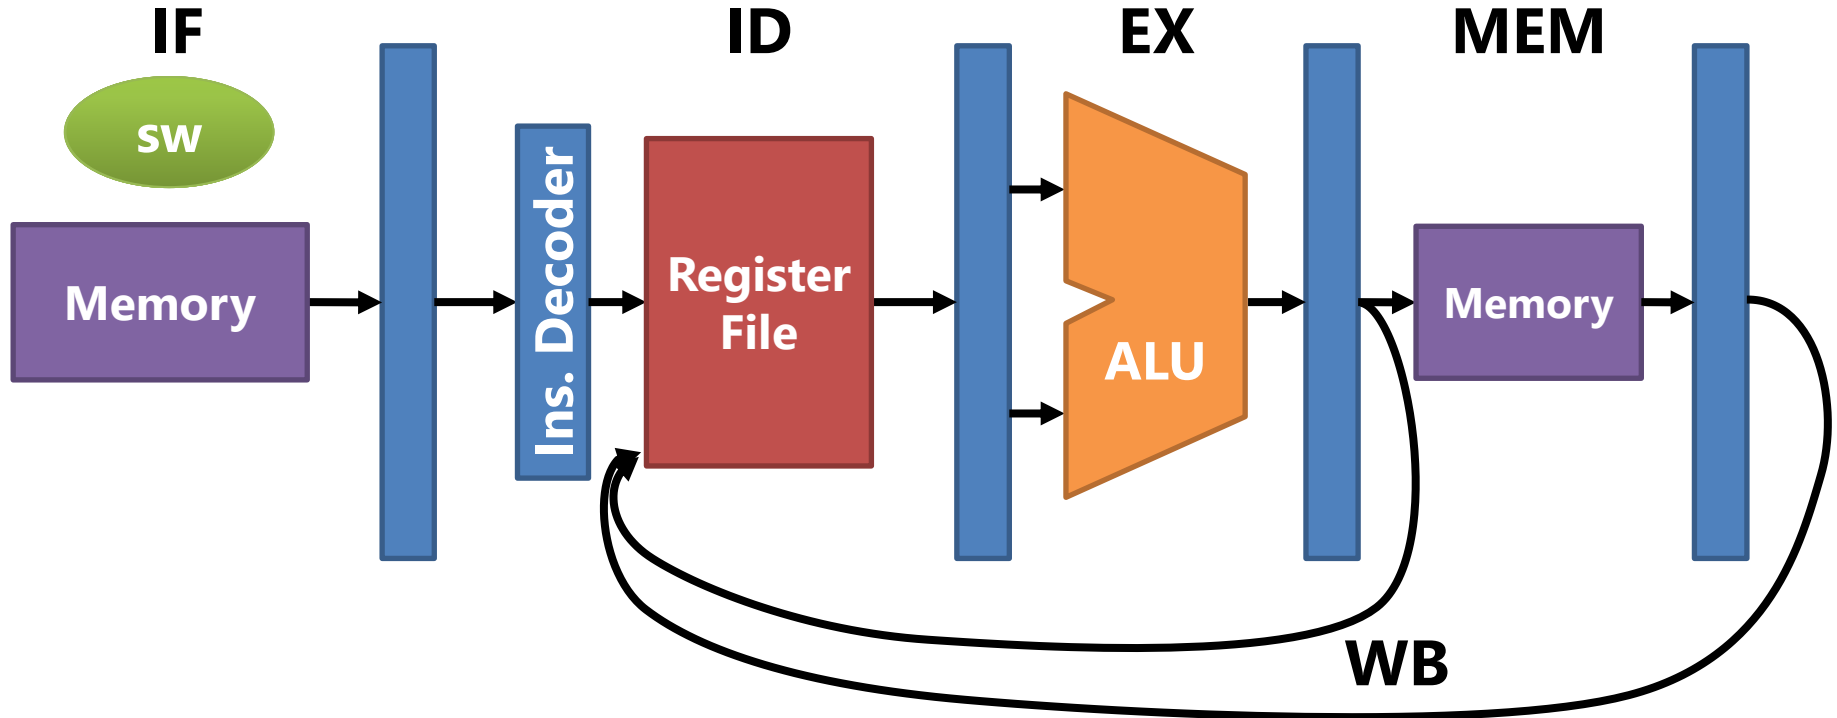 IF
ID
EX
MEM
sw
Memory
Ins. Decoder
Register
File
ALU
Memory
WB